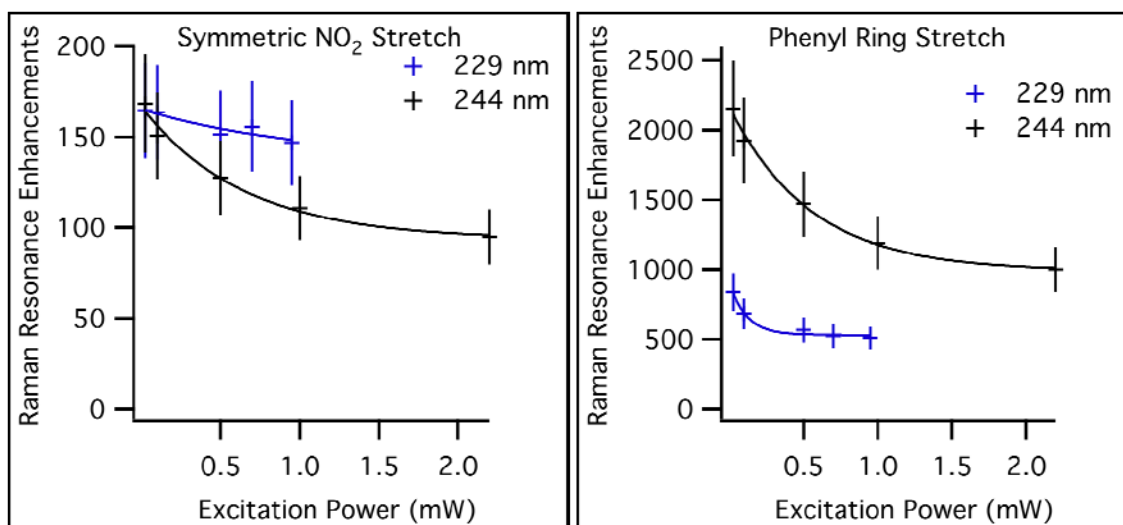 Symmetric NO₂ Stretch
229 nm
244 nm
Raman Resonance Enhancements
200
150
100
50
0
0.5 1.0 1.5 2.0
Excitation Power (mW)
Phenyl Ring Stretch
229 nm
244 nm
Raman Resonance Enhancements
2500
2000
1500
1000
500
0
0.5 1.0 1.5 2.0
Excitation Power (mW)